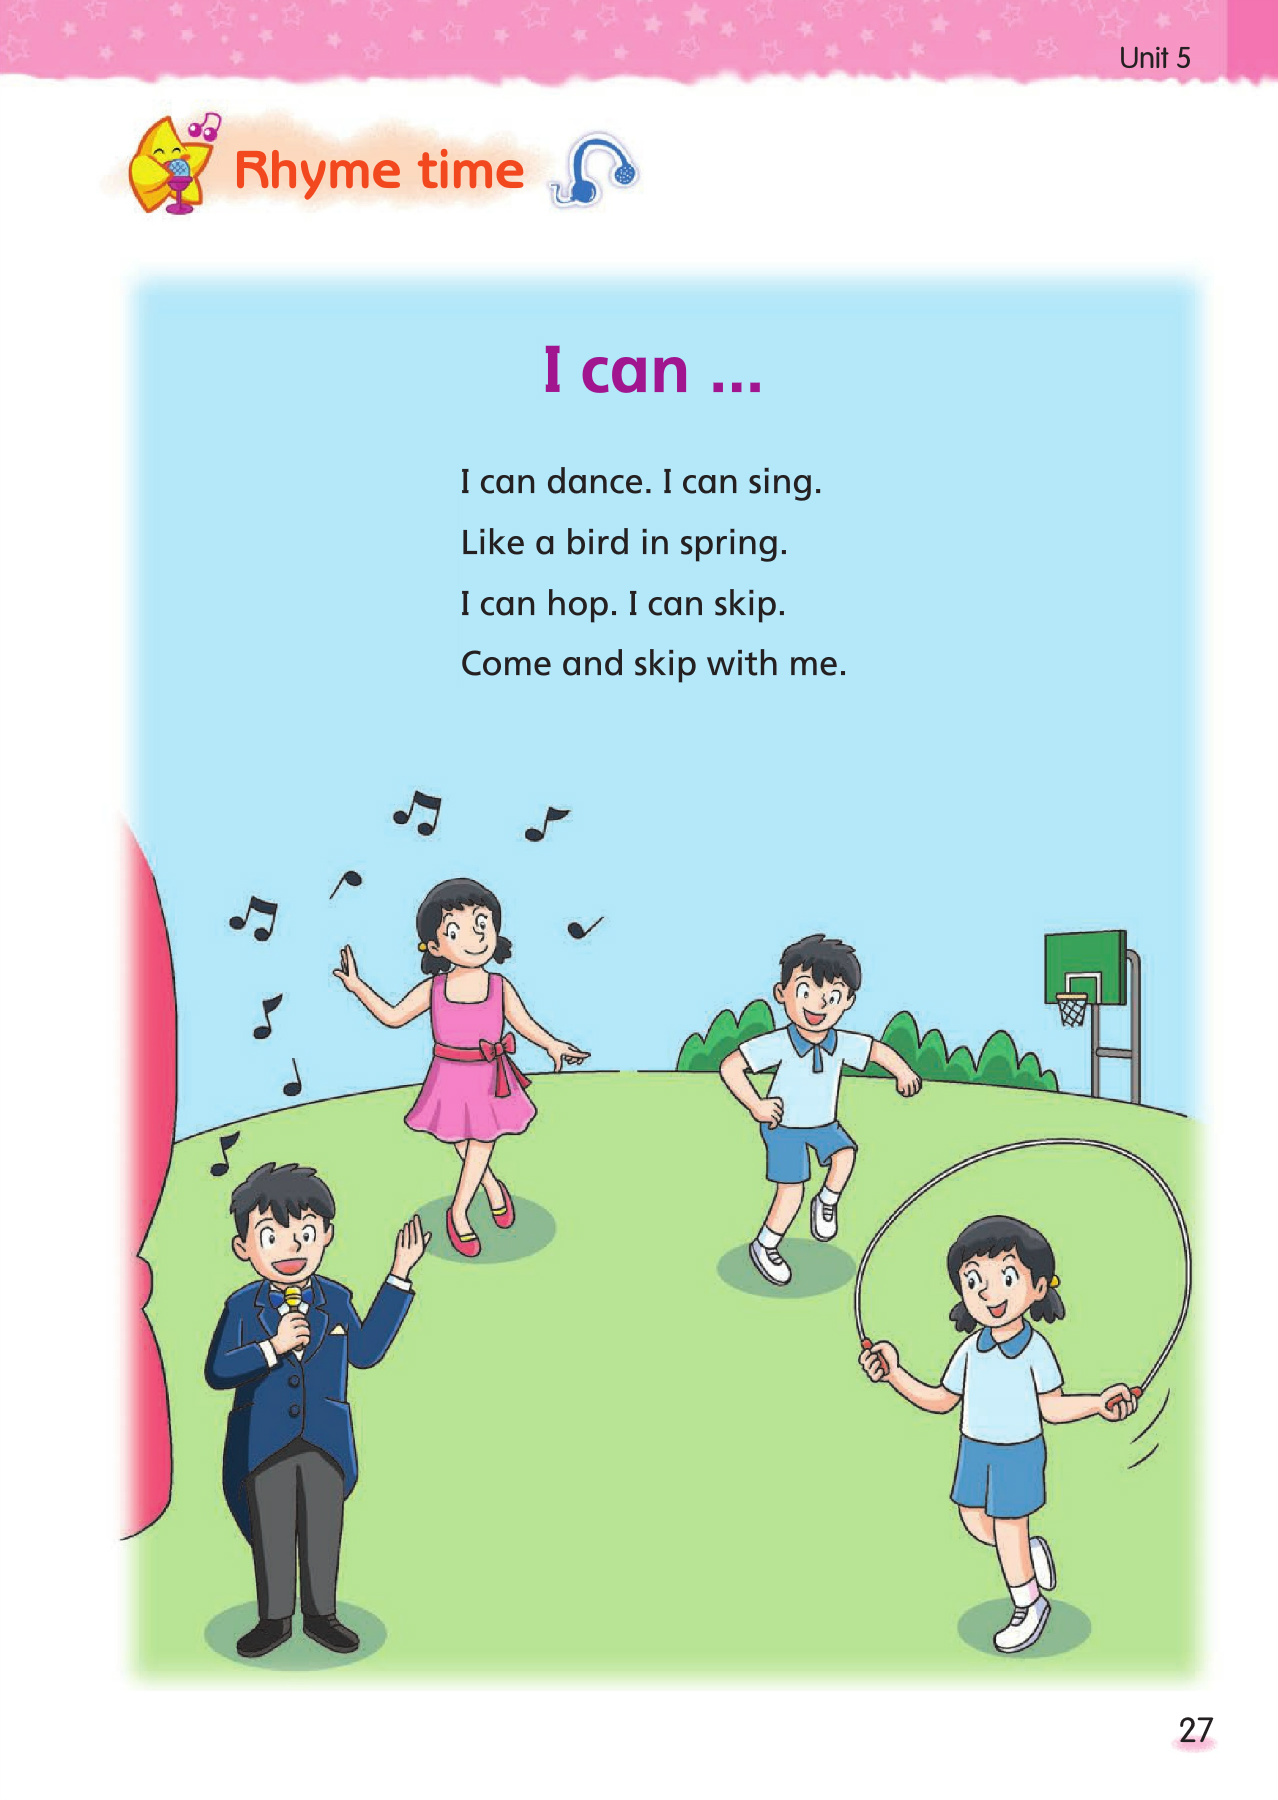 Unit 5
Rhyme time
I can ...
I can dance. I can sing.
Like a bird in spring.
I can hop. I can skip.
Come and skip with me.
27